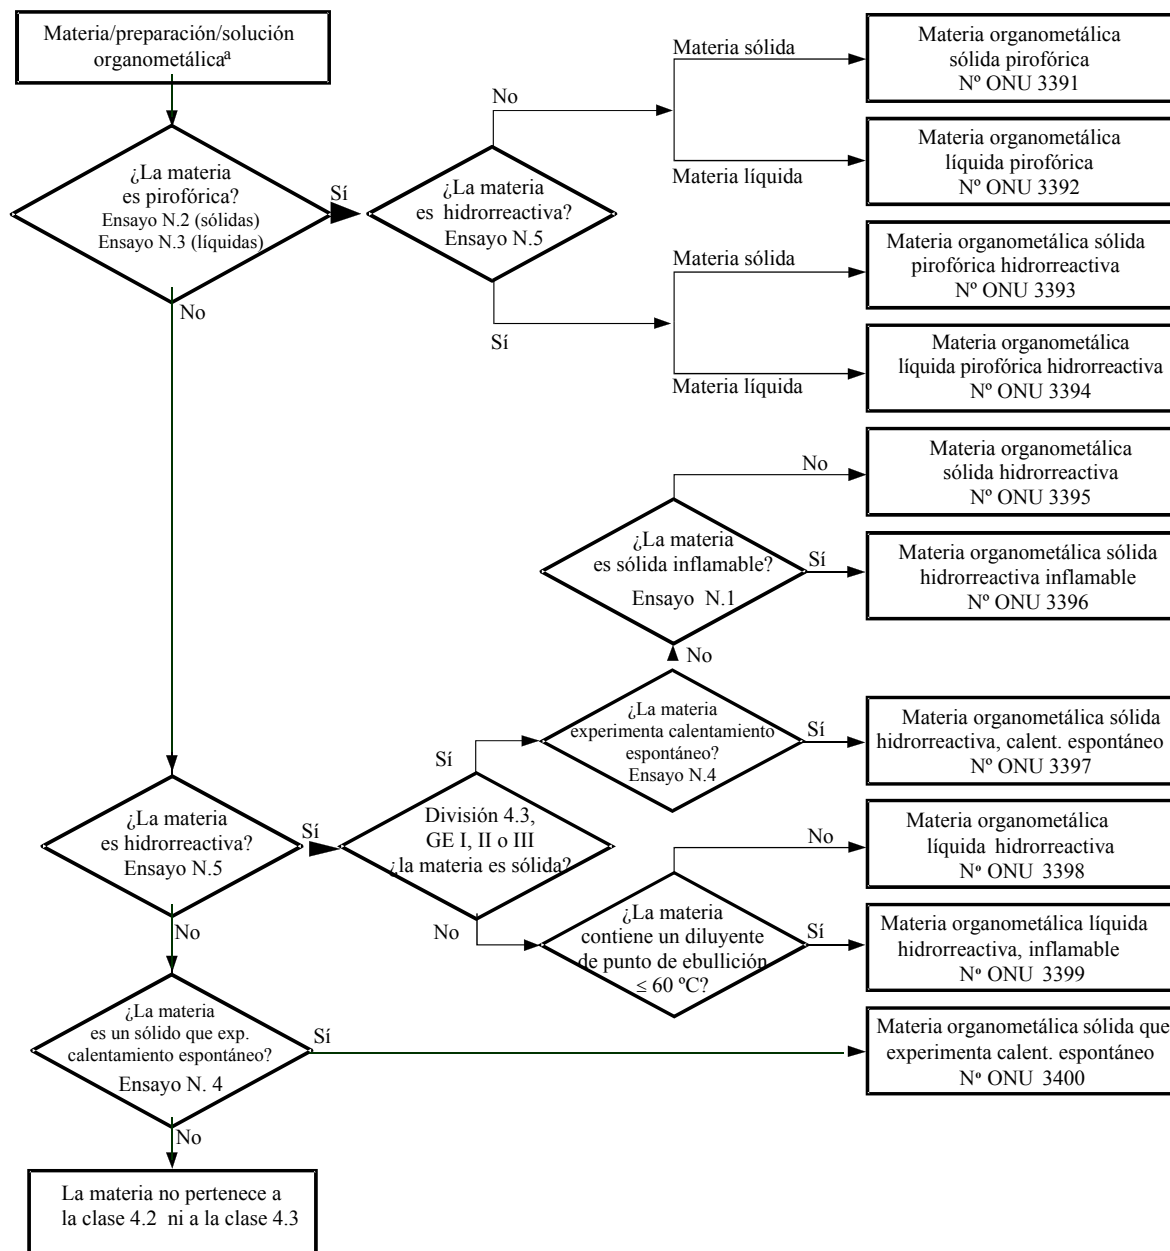 Materia/preparación/solución
organometálicaª
¿La materia
es pirofórica?
Ensayo N.2 (sólidas)
Ensayo N.3 (líquidas)
Sí
No
¿La materia
es hidrorreactiva?
Ensayo N.5
No
Sí
Materia sólida
Materia líquida
Materia organometálica
sólida pirofórica
Nº ONU 3391
Materia organometálica
líquida pirofórica
Nº ONU 3392
Materia sólida
Materia líquida
Materia organometálica sólida
pirofórica hidrorreactiva
Nº ONU 3393
Materia organometálica
líquida pirofórica hidrorreactiva
Nº ONU 3394
No
Materia organometálica
sólida hidrorreactiva
Nº ONU 3395
¿La materia
es sólida inflamable?
Ensayo N.1
Sí
Materia organometálica sólida
hidrorreactiva inflamable
Nº ONU 3396
No
¿La materia
experimenta calentamiento
espontáneo?
Ensayo N.4
Sí
Materia organometálica sólida
hidrorreactiva, calent. espontáneo
Nº ONU 3397
¿La materia
es hidrorreactiva?
Ensayo N.5
Sí
No
Sí
División 4.3,
GE I, II o III
¿la materia es sólida?
No
No
Materia organometálica
líquida hidrorreactiva
Nº ONU 3398
¿La materia
contiene un diluyente
de punto de ebullición
≤ 60 ºC?
Sí
Materia organometálica líquida
hidrorreactiva, inflamable
Nº ONU 3399
¿La materia
es un sólido que exp.
calentamiento espontáneo?
Ensayo N. 4
Sí
Materia organometálica sólida que
experimenta calent. espontáneo
Nº ONU 3400
No
La materia no pertenece a
la clase 4.2 ni a la clase 4.3